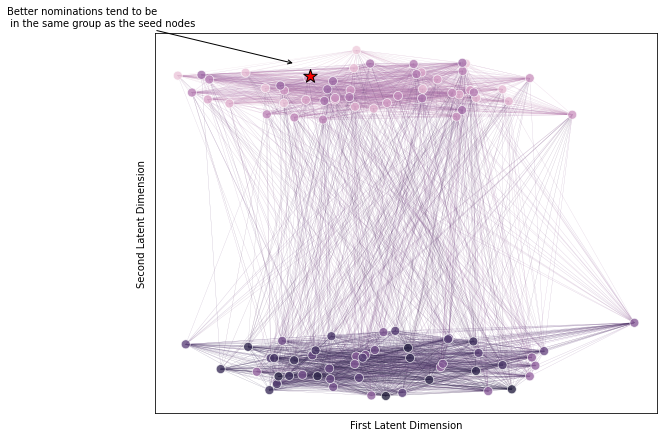 Better nominations tend to be
in the same group as the seed nodes
Second Latent Dimension
First Latent Dimension